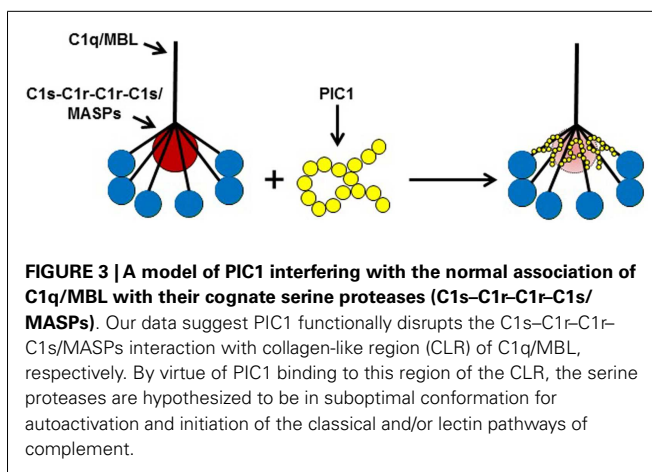 C1q/MBL
C1s-C1r-C1r-C1s/
MASPs
PIC1
+
FIGURE 3 | A model of PIC1 interfering with the normal association of
C1q/MBL with their cognate serine proteases (C1s–C1r–C1r–C1s/
MASPs). Our data suggest PIC1 functionally disrupts the C1s–C1r–C1r–
C1s/MASPs interaction with collagen-like region (CLR) of C1q/MBL,
respectively. By virtue of PIC1 binding to this region of the CLR, the serine
proteases are hypothesized to be in suboptimal conformation for
autoactivation and initiation of the classical and/or lectin pathways of
complement.